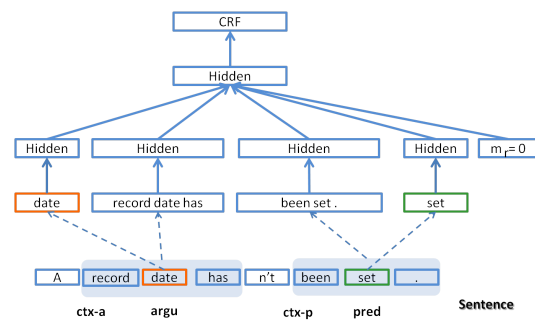 CRF
Hidden
Hidden Hidden Hidden Hidden m_r = 0
date record date has been set . set
A record date has n't been set .
ctx-a argu ctx-p pred Sentence